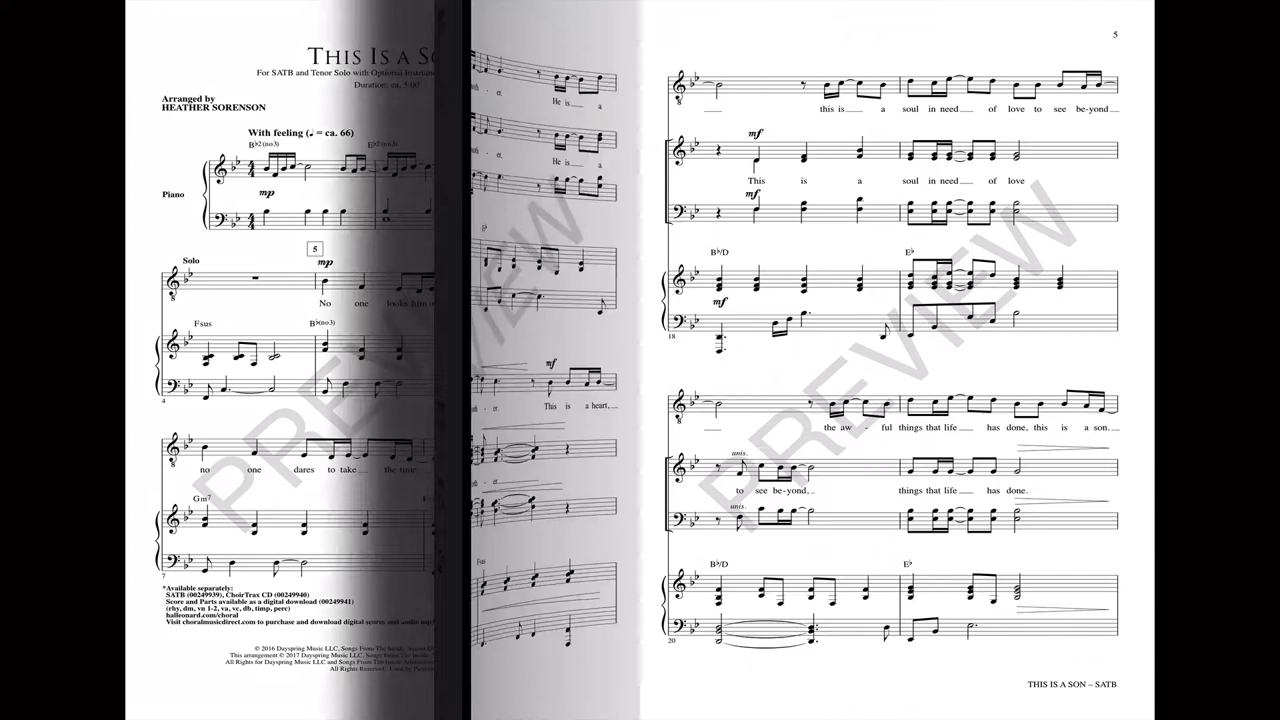 THIS IS A
For SATB and Tenor Solo with Optional
Duration: ca. 5:00
Arranged by
HEATHER SORENSON
With feeling (♩ = ca. 66)
B♭2(no3) E♭2(no3)
Piano
mp
5
Solo
mp
No one looks him
Fsus B♭(no3)
4
no one dares to take the time
Gm7
7
*Available separately:
SATB (00249939), ChoirTrax CD (00249940)
Score and Parts available as a digital download (00249941)
(rhy, dm, vn 1-2, va, vc, db, timp, perc)
halleonard.com/choral
Visit choralmusicdirect.com to purchase and download digital scores and audio
© 2016 Dayspring Music LLC, Songs From The
This arrangement © 2017 Dayspring Music LLC, Songs From The Inside
All Rights for Dayspring Music LLC and Songs From The Inside
All Rights Reserved. Used by
PREVIEW
er. He is a
er. He is a
E♭
mf
er. This is a heart,
Fsus
5
this is a soul in need of love to see be-yond
mf
This is a soul in need of love
mf
B♭/D E♭
mf
18
the aw - ful things that life has done, this is a son.
unis.
to see be-yond, things that life has done.
unis.
B♭/D E♭
20
PREVIEW
THIS IS A SON – SATB